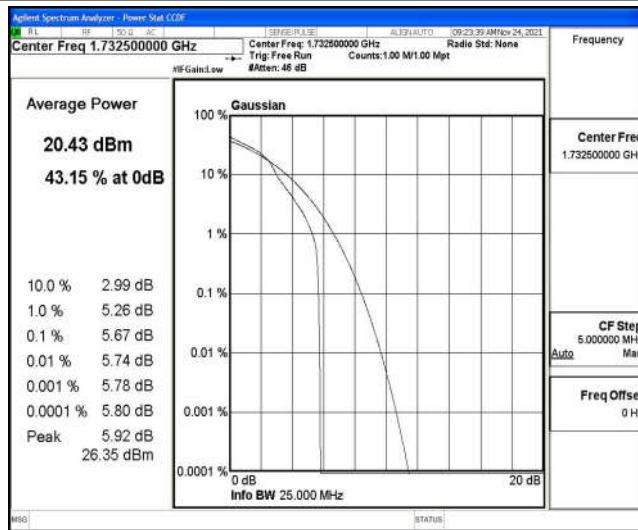 Agilent Spectrum Analyzer - Power Stat CCDF
RL RF 50 Ω AC SENSE:PULSE ALIGNAUTO 09:23:39 AMNov 24, 2021
Center Freq 1.732500000 GHz
Center Freq: 1.732500000 GHz Radio Std: None
Trig: Free Run Counts:1.00 M/1.00 Mpt
#IFGain:Low #Atten: 46 dB
Frequency
Average Power
20.43 dBm
43.15 % at 0dB
10.0 % 2.99 dB
1.0 % 5.26 dB
0.1 % 5.67 dB
0.01 % 5.74 dB
0.001 % 5.78 dB
0.0001 % 5.80 dB
Peak 5.92 dB
26.35 dBm
Gaussian
100 %
10 %
1 %
0.1 %
0.01 %
0.001 %
0.0001 %
0 dB 20 dB
Info BW 25.000 MHz
Center Fre
1.732500000 GH
CF Step
5.000000 MH
Auto Ma
Freq Offse
0 H
MSG STATUS